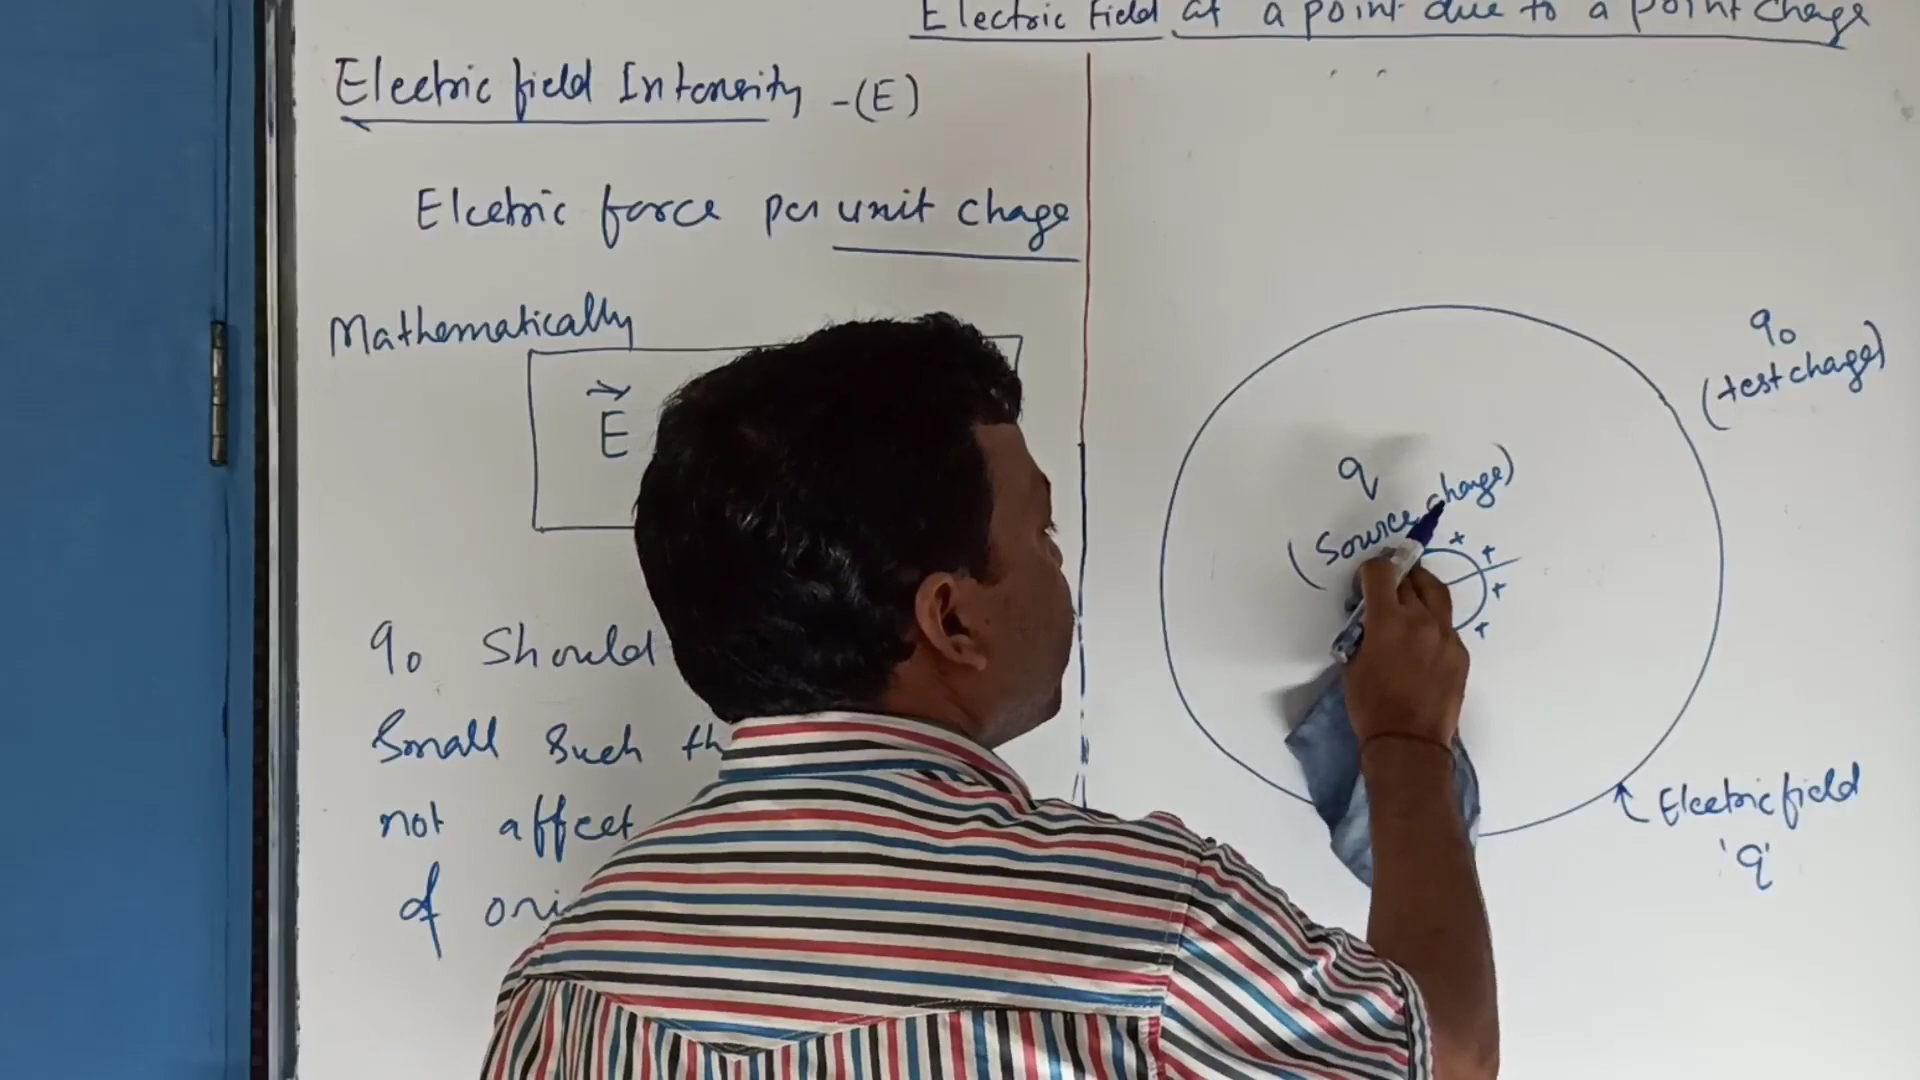 Electric Field at a point due to a point charge
Electric field Intensity -(E)
Electric force per unit charge
Mathematically
E
q₀ Should
Small Such th
not affect
of ori
q₀
(test charge)
q
(Source charge)
+ + + +
Electric field
'q'